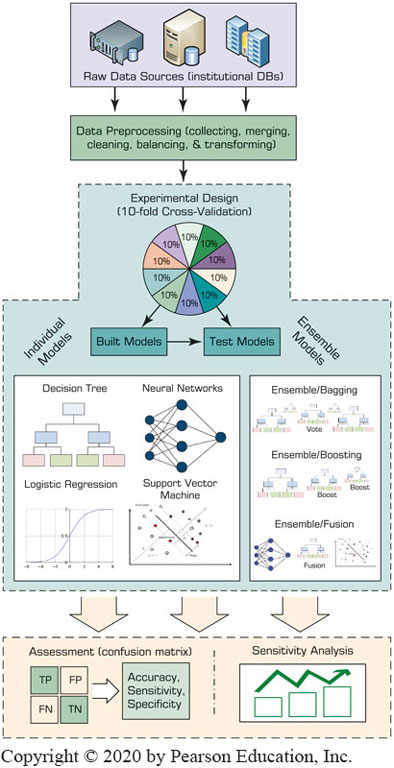 Raw Data Sources (institutional DBs)
Data Preprocessing (collecting, merging,
cleaning, balancing, & transforming)
Experimental Design
(10-fold Cross-Validation)
10% 10%
10% 10%
10% 10%
10% 10%
10% 10%
Individual
Models
Ensemble
Models
Built Models
Test Models
Decision Tree
Neural Networks
Logistic Regression
Support Vector
Machine
Ensemble/Bagging
Vote
Ensemble/Boosting
Boost
Boost
Ensemble/Fusion
Fusion
Assessment (confusion matrix)
TP FP
FN TN
Accuracy,
Sensitivity,
Specificity
Sensitivity Analysis
Copyright © 2020 by Pearson Education, Inc.